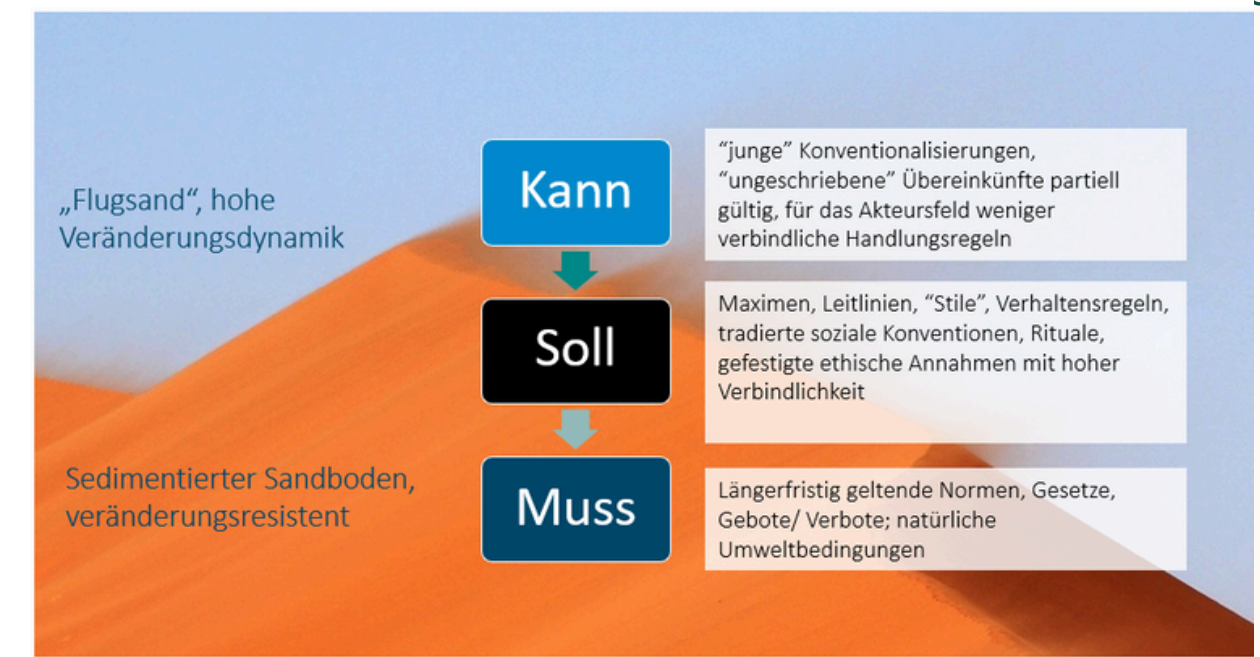 „Flugsand“, hohe
Veränderungsdynamik
Kann
“junge” Konventionalisierungen,
“ungeschriebene” Übereinkünfte partiell
gültig, für das Akteursfeld weniger
verbindliche Handlungsregeln
Soll
Maximen, Leitlinien, “Stile”, Verhaltensregeln,
tradierte soziale Konventionen, Rituale,
gefestigte ethische Annahmen mit hoher
Verbindlichkeit
Sedimentierter Sandboden,
veränderungsresistent
Muss
Längerfristig geltende Normen, Gesetze,
Gebote/ Verbote; natürliche
Umweltbedingungen